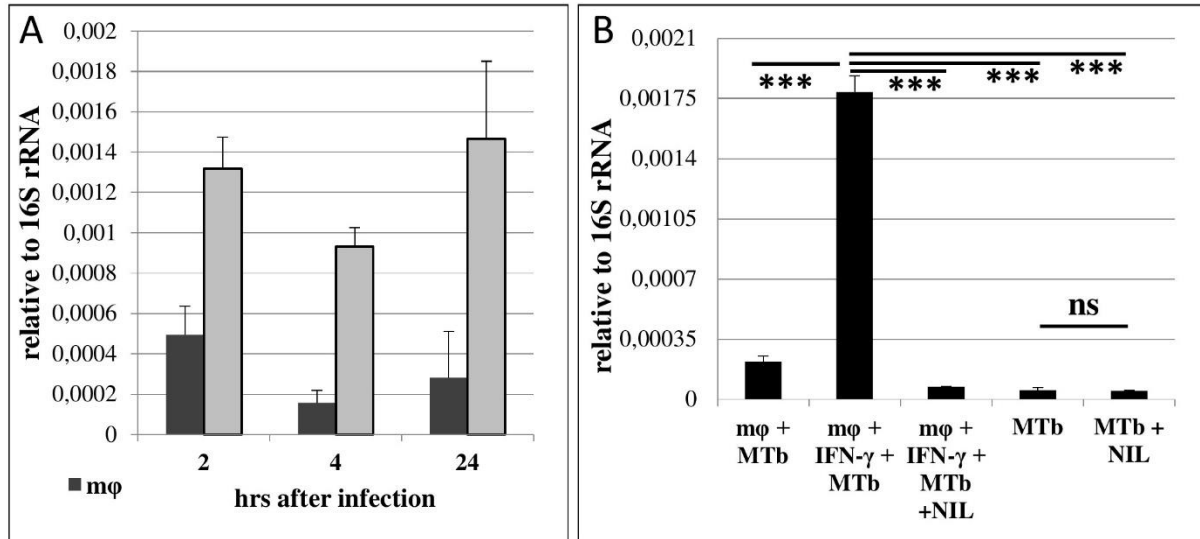 A
relative to 16S rRNA
0,002
0,0018
0,0016
0,0014
0,0012
0,001
0,0008
0,0006
0,0004
0,0002
0
2 4 24
mφ
hrs after infection
B
relative to 16S rRNA
0,0021
0,00175
0,0014
0,00105
0,0007
0,00035
0
*** *** *** ***
ns
mφ +
MTb
mφ +
IFN-γ +
MTb
mφ +
IFN-γ +
MTb
+NIL
MTb
MTb +
NIL